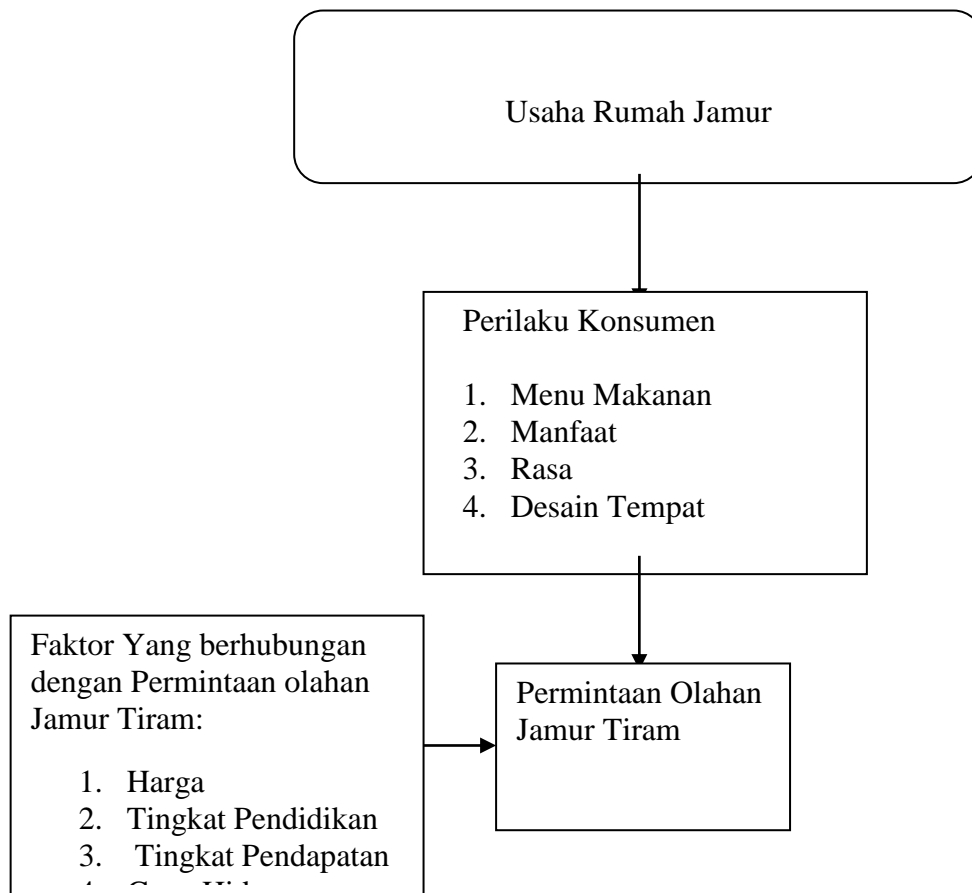 Usaha Rumah Jamur
Perilaku Konsumen
1. Menu Makanan
2. Manfaat
3. Rasa
4. Desain Tempat
Faktor Yang berhubungan
dengan Permintaan olahan
Jamur Tiram:
1. Harga
2. Tingkat Pendidikan
3. Tingkat Pendapatan
Permintaan Olahan
Jamur Tiram